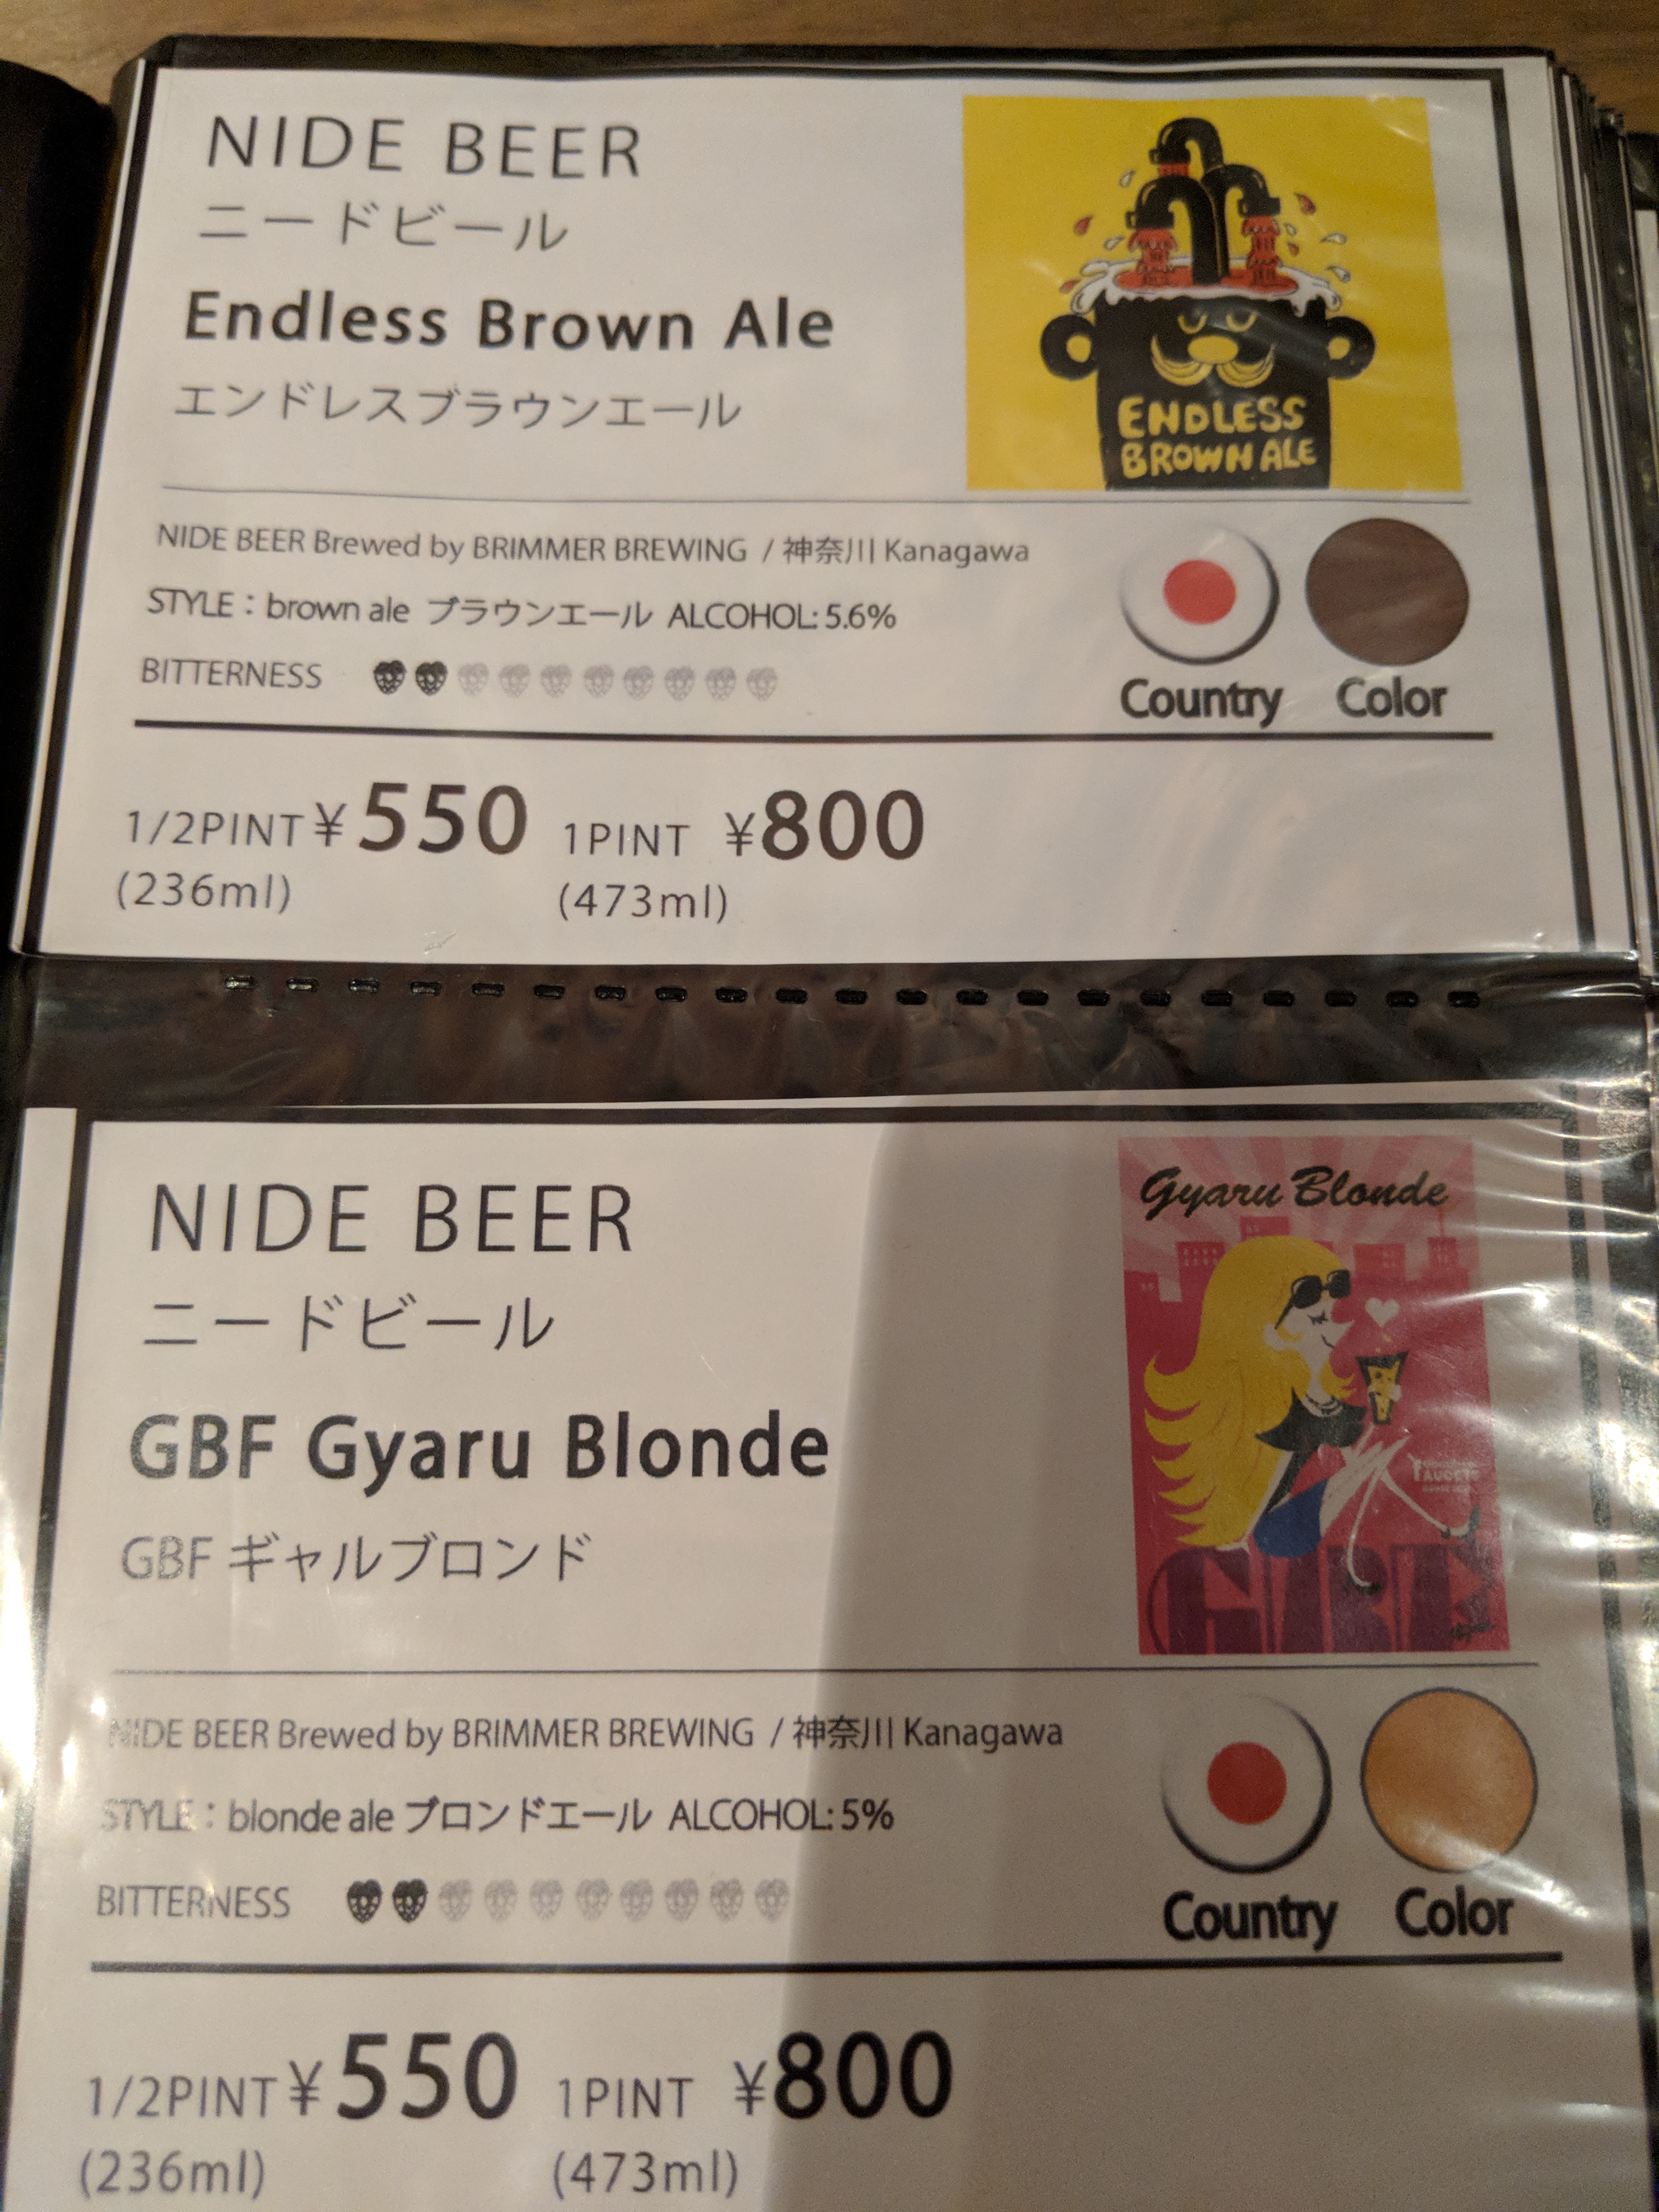 NIDE BEER
ニードビール
Endless Brown Ale
エンドレスブラウンエール
ENDLESS
BROWN ALE
NIDE BEER Brewed by BRIMMER BREWING / 神奈川 Kanagawa
STYLE：brown ale ブラウンエール ALCOHOL: 5.6%
BITTERNESS
Country Color
1/2PINT ¥550 1PINT ¥800
(236ml) (473ml)
NIDE BEER
ニードビール
GBF Gyaru Blonde
GBF ギャルブロンド
Gyaru Blonde
FAUCETS
NIDE BEER Brewed by BRIMMER BREWING / 神奈川 Kanagawa
STYLE：blonde ale ブロンドエール ALCOHOL: 5%
BITTERNESS
Country Color
1/2PINT ¥550 1PINT ¥800
(236ml) (473ml)